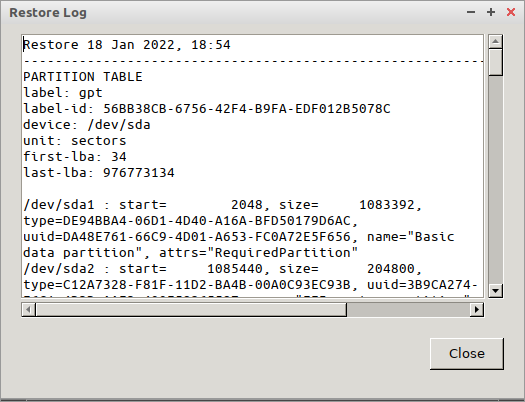 Restore Log
Restore 18 Jan 2022, 18:54
------------------------------------------------------------
PARTITION TABLE
label: gpt
label-id: 56BB38CB-6756-42F4-B9FA-EDF012B5078C
device: /dev/sda
unit: sectors
first-lba: 34
last-lba: 976773134
/dev/sda1 : start=        2048, size=     1083392,
type=DE94BBA4-06D1-4D40-A16A-BFD50179D6AC,
uuid=DA48E761-66C9-4D01-A653-FC0A72E5F656, name="Basic
data partition", attrs="RequiredPartition"
/dev/sda2 : start=     1085440, size=      204800,
type=C12A7328-F81F-11D2-BA4B-00A0C93EC93B, uuid=3B9CA274-
Close